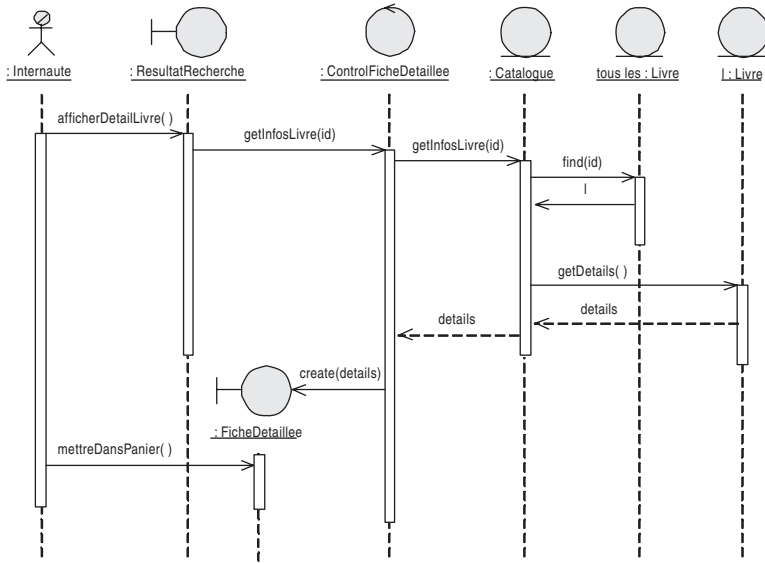 : Internaute
: ResultatRecherche
: ControlFicheDetaillee
: Catalogue
tous les : Livre
l : Livre
afficherDetailLivre( )
getInfosLivre(id)
getInfosLivre(id)
find(id)
l
getDetails( )
details
details
create(details)
: FicheDetaillee
mettreDansPanier( )